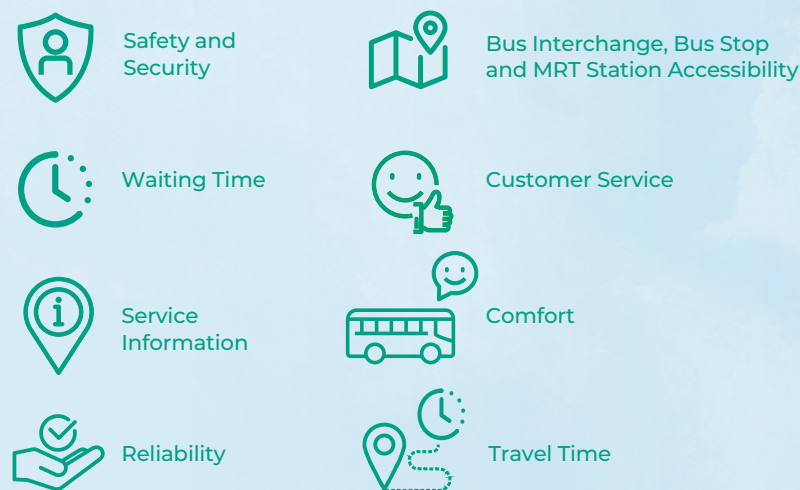 Safety and
Security
Bus Interchange, Bus Stop
and MRT Station Accessibility
Waiting Time
Customer Service
Service
Information
Comfort
Reliability
Travel Time